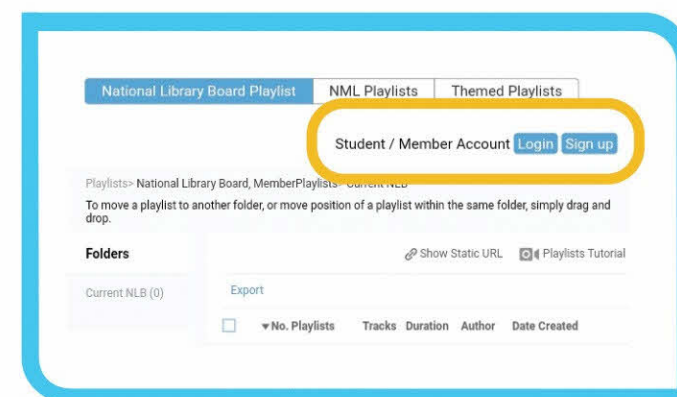 National Library Board Playlist NML Playlists Themed Playlists
Student / Member Account Login Sign up
Playlists> National Library Board, MemberPlaylists> Current NLB
To move a playlist to another folder, or move position of a playlist within the same folder, simply drag and
drop.
Folders Show Static URL Playlists Tutorial
Current NLB (0) Export
▾No. Playlists Tracks Duration Author Date Created